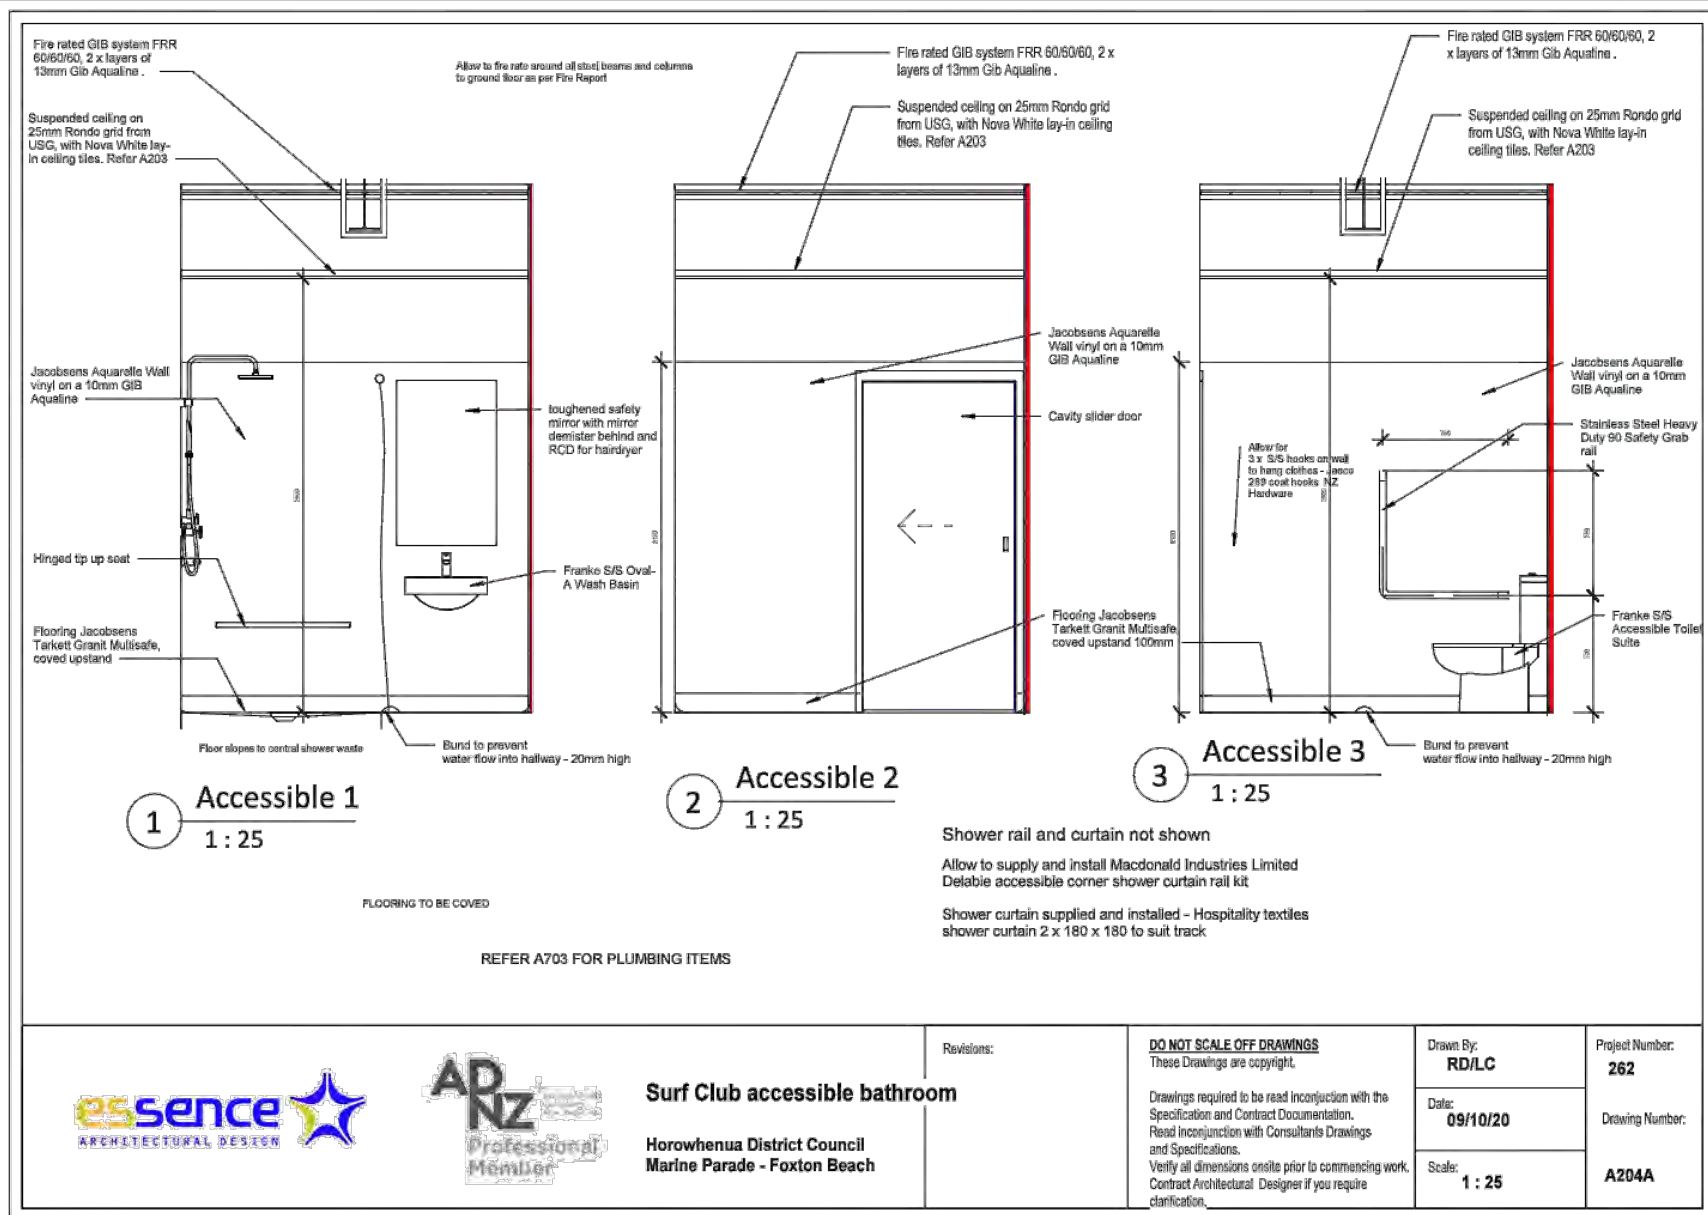 Fire rated GIB system FRR
60/60/60, 2 x layers of
13mm Gib Aqualine .
Suspended ceiling on
25mm Rondo grid from
USG, with Nova White lay-
in ceiling tiles. Refer A203
Allow to fire rate around all steel beams and columns
to ground floor as per Fire Report
Fire rated GIB system FRR 60/60/60, 2 x
layers of 13mm Gib Aqualine .
Suspended ceiling on 25mm Rondo grid
from USG, with Nova White lay-in ceiling
tiles. Refer A203
Fire rated GIB system FRR 60/60/60, 2
x layers of 13mm Gib Aqualine .
Suspended ceiling on 25mm Rondo grid
from USG, with Nova White lay-in
ceiling tiles. Refer A203
Jacobsens Aquarelle Wall
vinyl on a 10mm GIB
Aqualine
Hinged tip up seat
Flooring Jacobsens
Tarkett Granit Multisafe,
coved upstand
toughened safety
mirror with mirror
demister behind and
RCD for hairdryer
Franke S/S Oval-
A Wash Basin
Floor slopes to central shower waste
Bund to prevent
water flow into hallway - 20mm high
1
Accessible 1
1 : 25
Jacobsens Aquarelle
Wall vinyl on a 10mm
GIB Aqualine
Cavity slider door
Flooring Jacobsens
Tarkett Granit Multisafe,
coved upstand 100mm
2
Accessible 2
1 : 25
Allow for
3 x S/S hooks on wall
to hang clothes -
289 coat hooks NZ
Hardware
Jacobsens Aquarelle
Wall vinyl on a 10mm
GIB Aqualine
Stainless Steel Heavy
Duty 90 Safety Grab
rail
Franke S/S
Accessible Toilet
Suite
Bund to prevent
water flow into hallway - 20mm high
3
Accessible 3
1 : 25
Shower rail and curtain not shown
Allow to supply and install Macdonald Industries Limited
Delabie accessible corner shower curtain rail kit
Shower curtain supplied and installed - Hospitality textiles
shower curtain 2 x 180 x 180 to suit track
FLOORING TO BE COVED
REFER A703 FOR PLUMBING ITEMS
essence
ARCHITECTURAL DESIGN
ADNZ
Professional
Member
Surf Club accessible bathroom
Horowhenua District Council
Marine Parade - Foxton Beach
Revisions:
DO NOT SCALE OFF DRAWINGS
These Drawings are copyright.
Drawings required to be read inconjuction with the
Specification and Contract Documentation.
Read inconjunction with Consultants Drawings
and Specifications.
Verify all dimensions onsite prior to commencing work.
Contract Architectural Designer if you require
clarification.
Drawn By:
RD/LC
Date:
09/10/20
Scale:
1 : 25
Project Number:
262
Drawing Number:
A204A